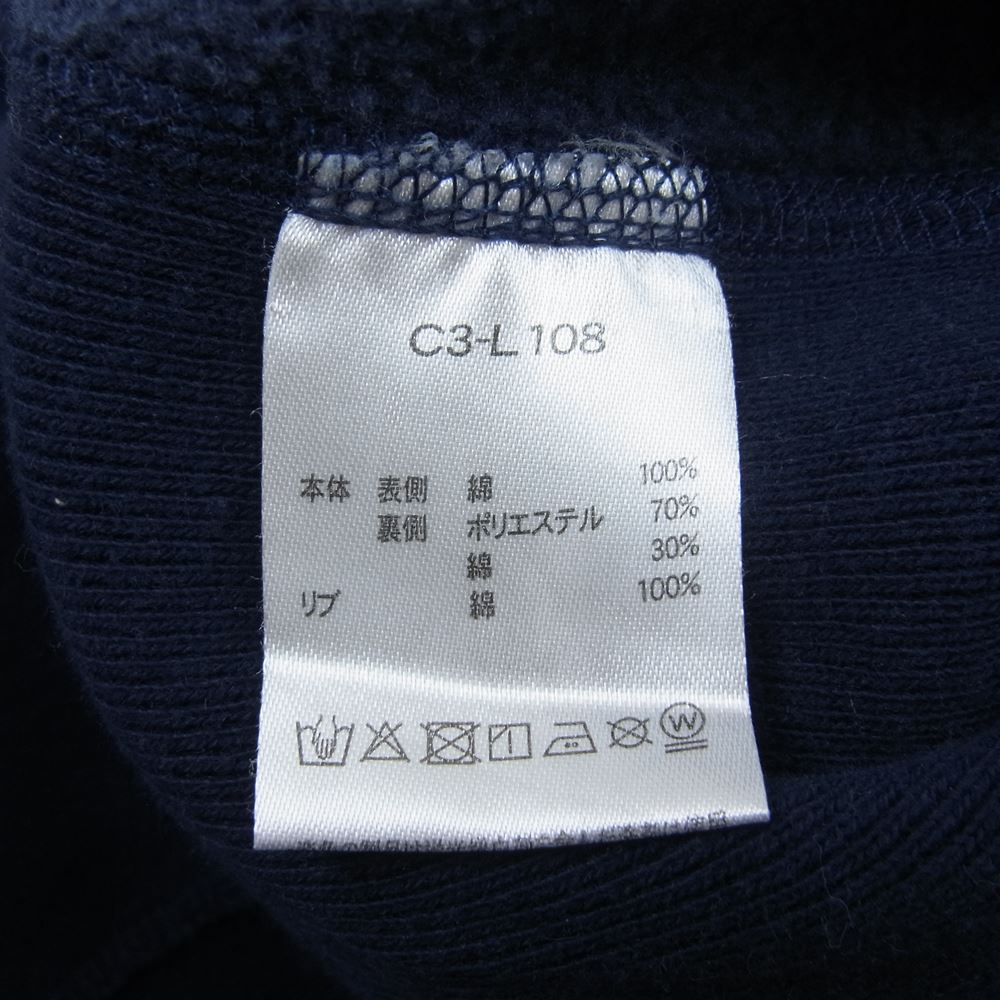 C3-L 108
本体 表側 綿 100%
裏側 ポリエステル 70%
綿 30%
リブ 綿 100%
W